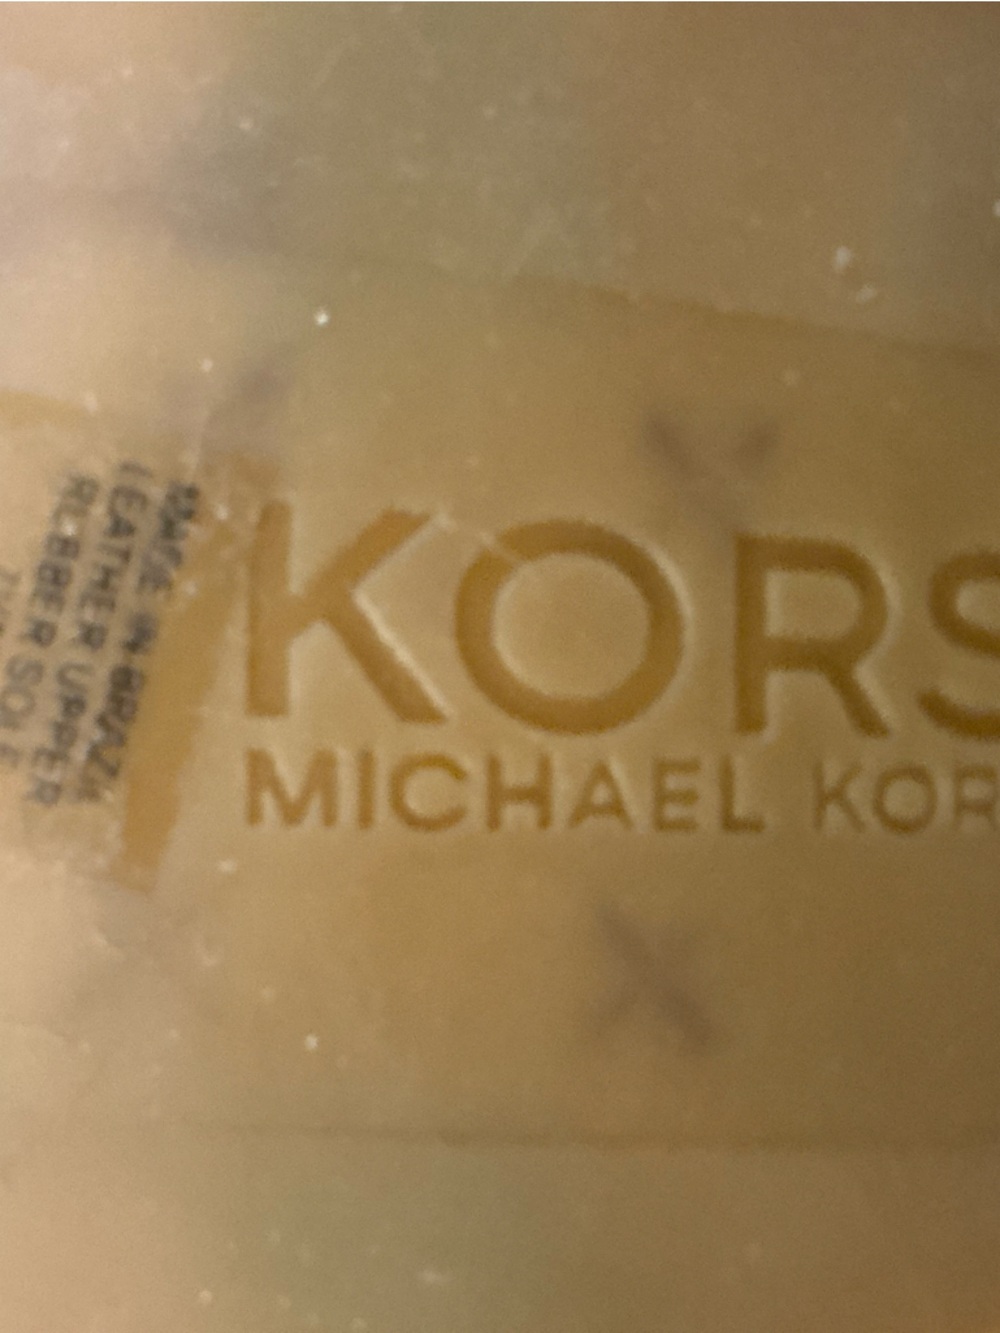 KORS
MICHAEL KOR
MADE IN BRAZIL
LEATHER UPPER
RUBBER SOLE